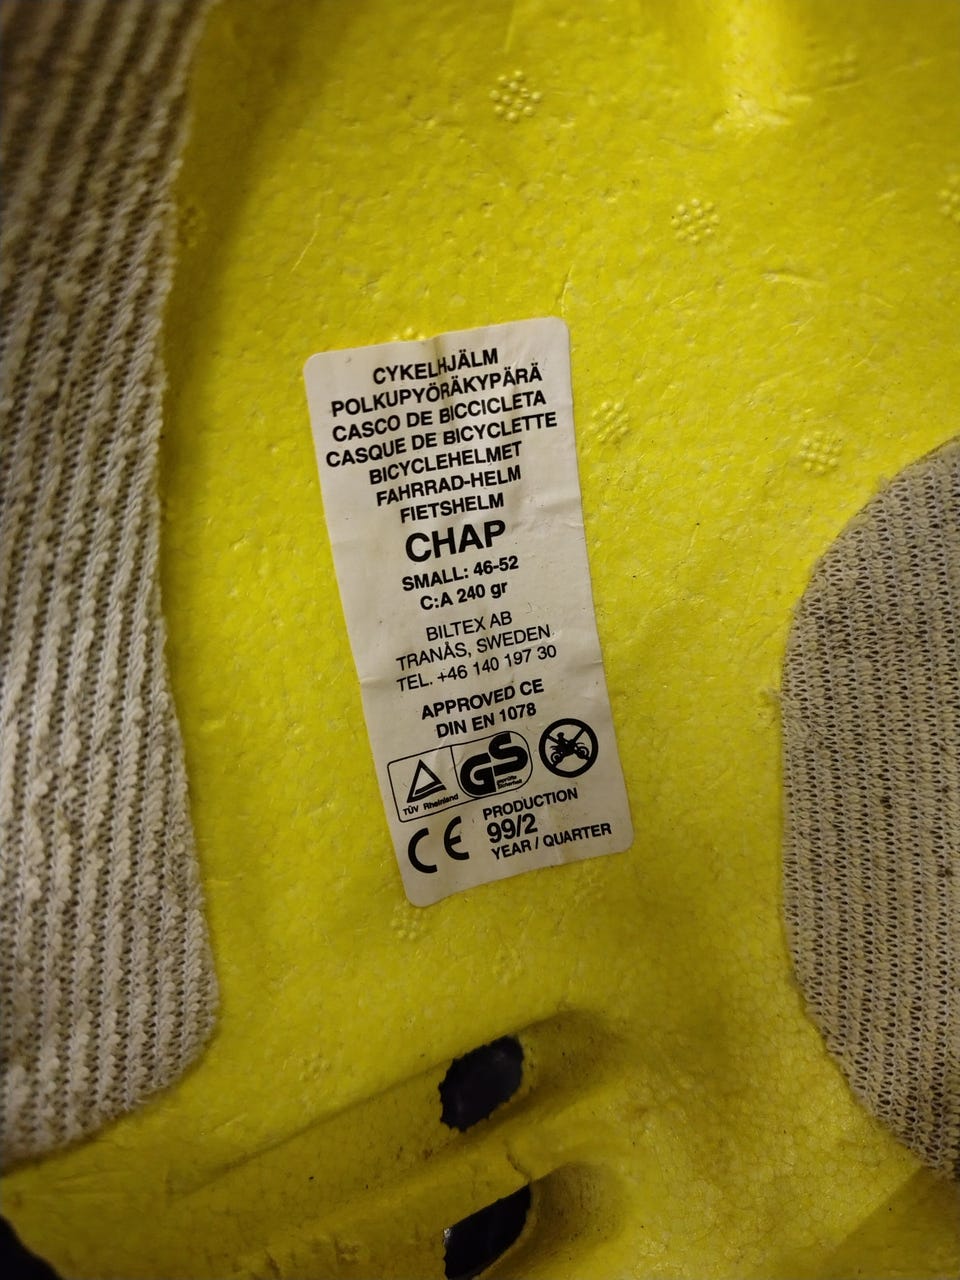 CYKELHJÄLM
POLKUPYÖRÄKYPÄRÄ
CASCO DE BICCICLETA
CASQUE DE BICYCLETTE
BICYCLEHELMET
FAHRRAD-HELM
FIETSHELM
CHAP
SMALL: 46-52
C:A 240 gr
BILTEX AB
TRANÅS, SWEDEN
TEL. +46 140 197 30
APPROVED CE
DIN EN 1078
TÜV Rheinland
GS
geprüfte
Sicherheit
CE
PRODUCTION
99/2
YEAR / QUARTER